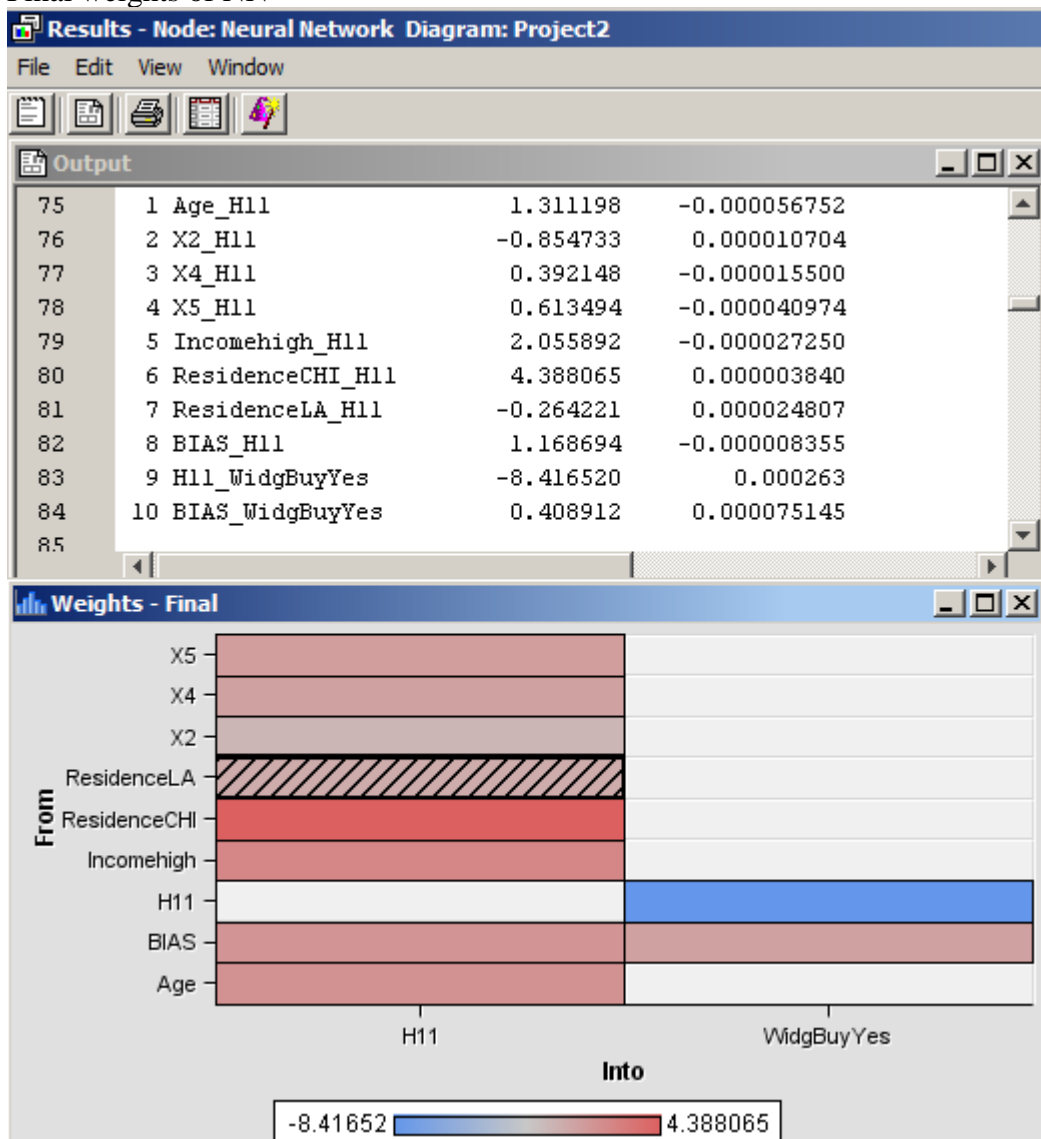 Final weights of NN
Results - Node: Neural Network Diagram: Project2
File Edit View Window
Output
75 1 Age_H11 1.311198 -0.000056752
76 2 X2_H11 -0.854733 0.000010704
77 3 X4_H11 0.392148 -0.000015500
78 4 X5_H11 0.613494 -0.000040974
79 5 Incomehigh_H11 2.055892 -0.000027250
80 6 ResidenceCHI_H11 4.388065 0.000003840
81 7 ResidenceLA_H11 -0.264221 0.000024807
82 8 BIAS_H11 1.168694 -0.000008355
83 9 H11_WidgBuyYes -8.416520 0.000263
84 10 BIAS_WidgBuyYes 0.408912 0.000075145
85
Weights - Final
From
X5
X4
X2
ResidenceLA
ResidenceCHI
Incomehigh
H11
BIAS
Age
H11 WidgBuyYes
Into
-8.41652 4.388065